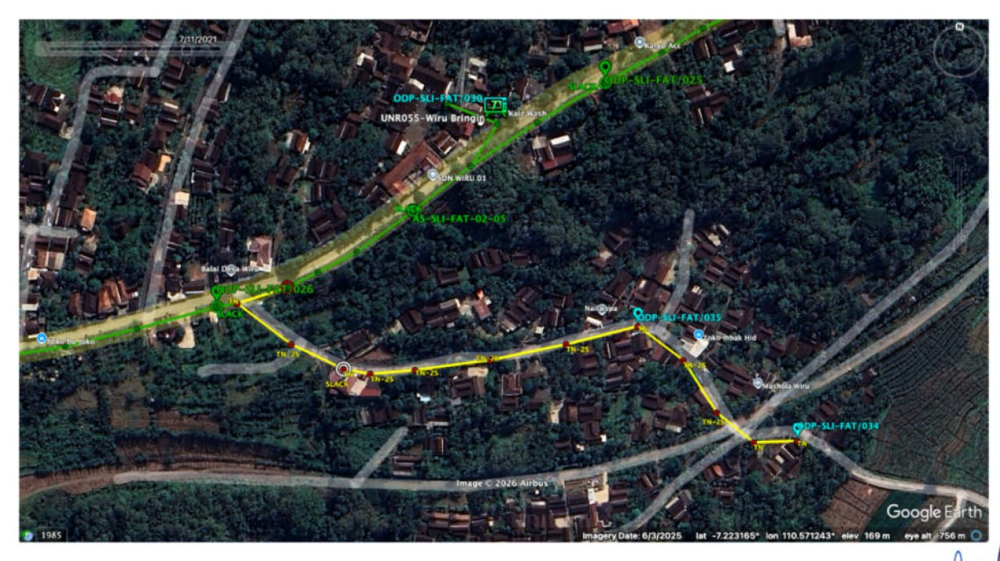 7/11/2021
N
Karyo Acc
ODP-SLI-FAT/025
SLACK
ODP-SLI-FAT/030
UNR055-Wiru Bringin
Kaiz Wash
SDN WIRU 01
SLACK
AS-SLI-FAT-02-05
Balai Desa Wiru
ODP-SLI-FAT/026
TN
SLACK
Toko bu Joko
TN-25
SLACK
TN-25
TN-25
TN-25
TN-25
Naila spa
ODP-SLI-FAT/035
Toko mbak Hid
TN-25
Mushola Wiru
TN-25
ODP-SLI-FAT/034
TN
TN
Image © 2026 Airbus
Google Earth
1985
Imagery Date: 6/3/2025 lat -7.223165° lon 110.571243° elev 169 m eye alt 756 m